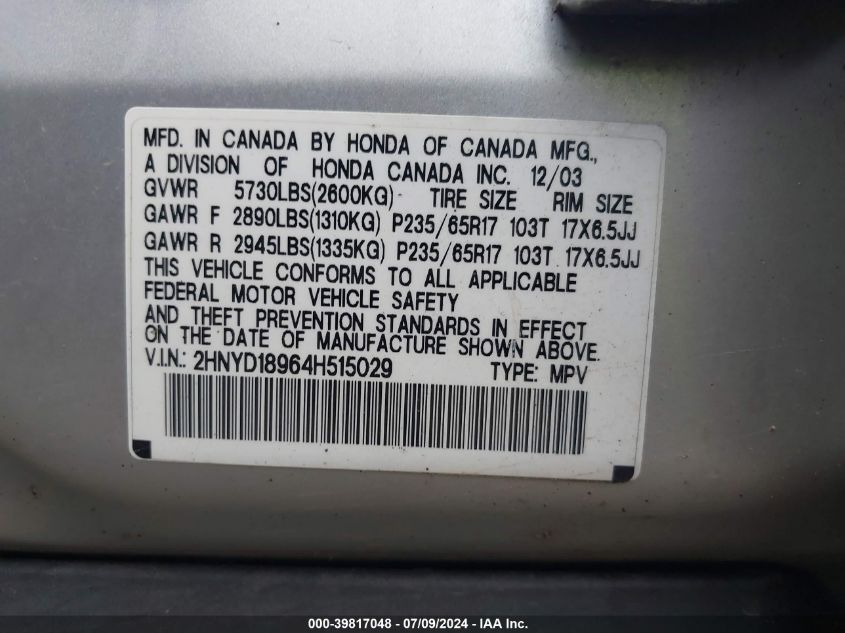 MFD. IN CANADA BY HONDA OF CANADA MFG.,
A DIVISION OF HONDA CANADA INC. 12/03
GVWR 5730LBS(2600KG) TIRE SIZE RIM SIZE
GAWR F 2890LBS(1310KG) P235/65R17 103T 17X6.5JJ
GAWR R 2945LBS(1335KG) P235/65R17 103T 17X6.5JJ
THIS VEHICLE CONFORMS TO ALL APPLICABLE
FEDERAL MOTOR VEHICLE SAFETY
AND THEFT PREVENTION STANDARDS IN EFFECT
ON THE DATE OF MANUFACTURE SHOWN ABOVE.
V.I.N.: 2HNYD18964H515029 TYPE: MPV
000-39817048 - 07/09/2024 - IAA Inc.